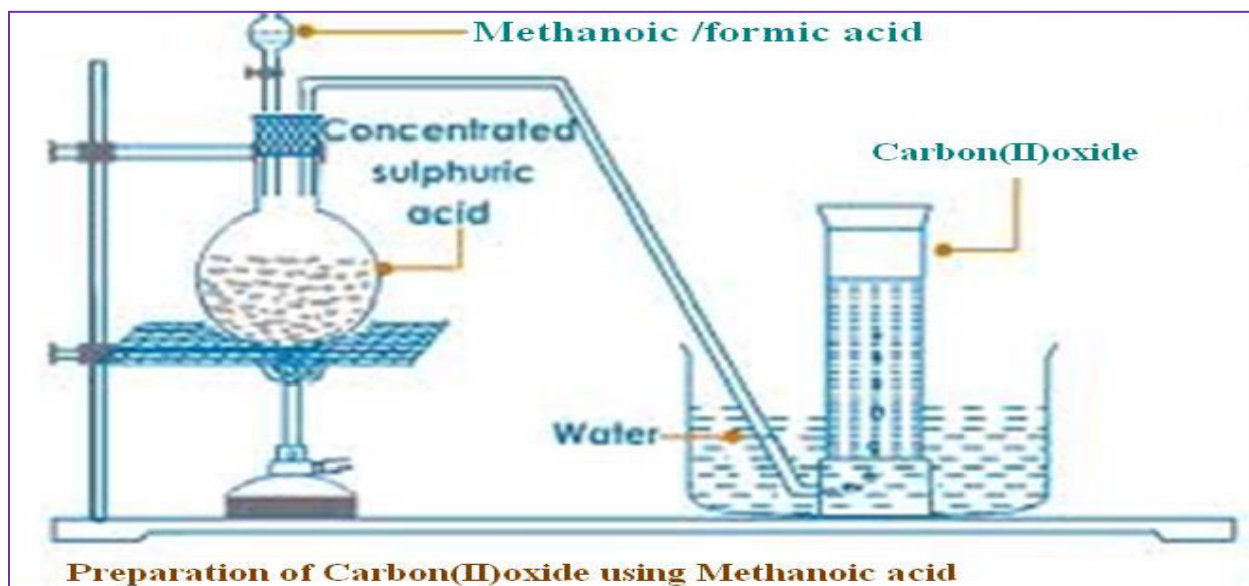 Methanoic /formic acid
Concentrated
sulphuric
acid
Carbon(II)oxide
Water
Preparation of Carbon(II)oxide using Methanoic acid